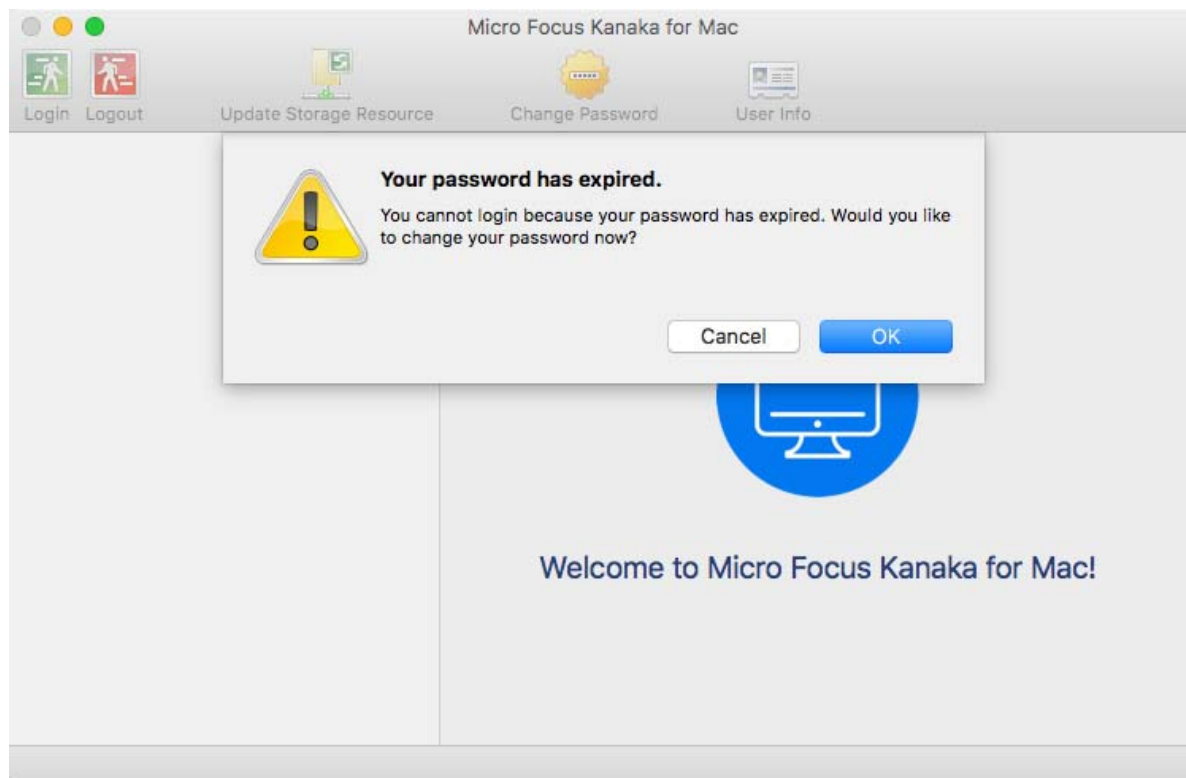 Micro Focus Kanaka for Mac
Login Logout Update Storage Resource Change Password User Info
Your password has expired.
You cannot login because your password has expired. Would you like
to change your password now?
Cancel OK
Welcome to Micro Focus Kanaka for Mac!